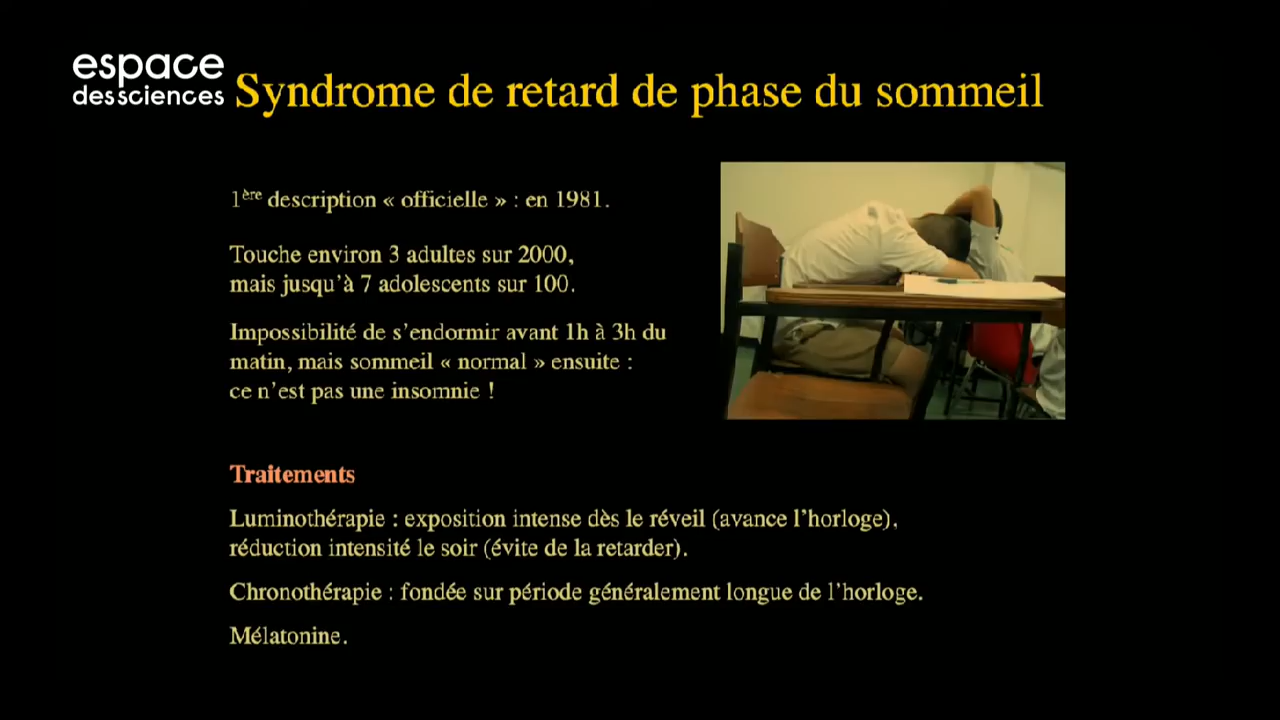 espace
des sciences
Syndrome de retard de phase du sommeil
1ère description « officielle » : en 1981.
Touche environ 3 adultes sur 2000,
mais jusqu'à 7 adolescents sur 100.
Impossibilité de s'endormir avant 1h à 3h du
matin, mais sommeil « normal » ensuite :
ce n'est pas une insomnie !
Traitements
Luminothérapie : exposition intense dès le réveil (avance l'horloge),
réduction intensité le soir (évite de la retarder).
Chronothérapie : fondée sur période généralement longue de l'horloge.
Mélatonine.